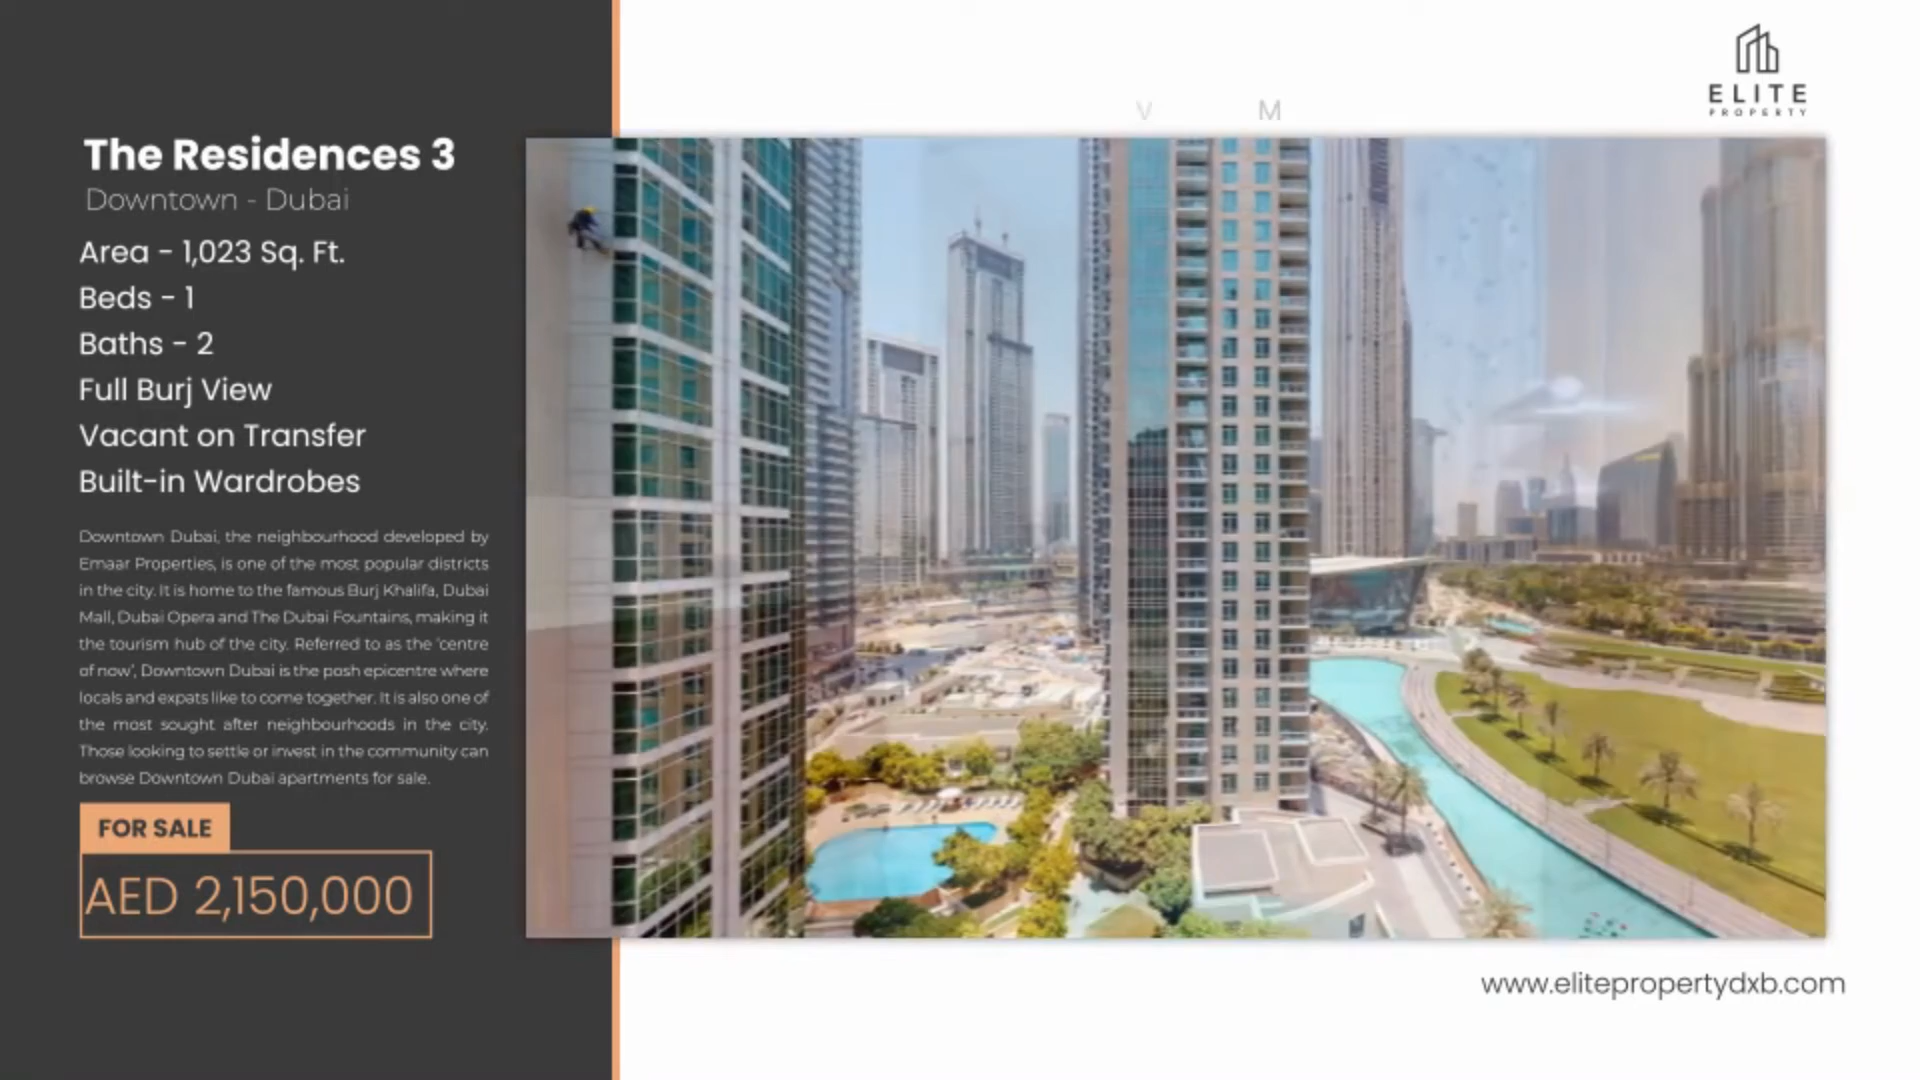 The Residences 3
Downtown - Dubai
Area - 1,023 Sq. Ft.
Beds - 1
Baths - 2
Full Burj View
Vacant on Transfer
Built-in Wardrobes
Downtown Dubai, the neighbourhood developed by
Emaar Properties, is one of the most popular districts
in the city. It is home to the famous Burj Khalifa, Dubai
Mall, Dubai Opera and The Dubai Fountains, making it
the tourism hub of the city. Referred to as the 'centre
of now', Downtown Dubai is the posh epicentre where
locals and expats like to come together. It is also one of
the most sought after neighbourhoods in the city.
Those looking to settle or invest in the community can
browse Downtown Dubai apartments for sale.
FOR SALE
AED 2,150,000
V M
ELITE
PROPERTY
www.elitepropertydxb.com